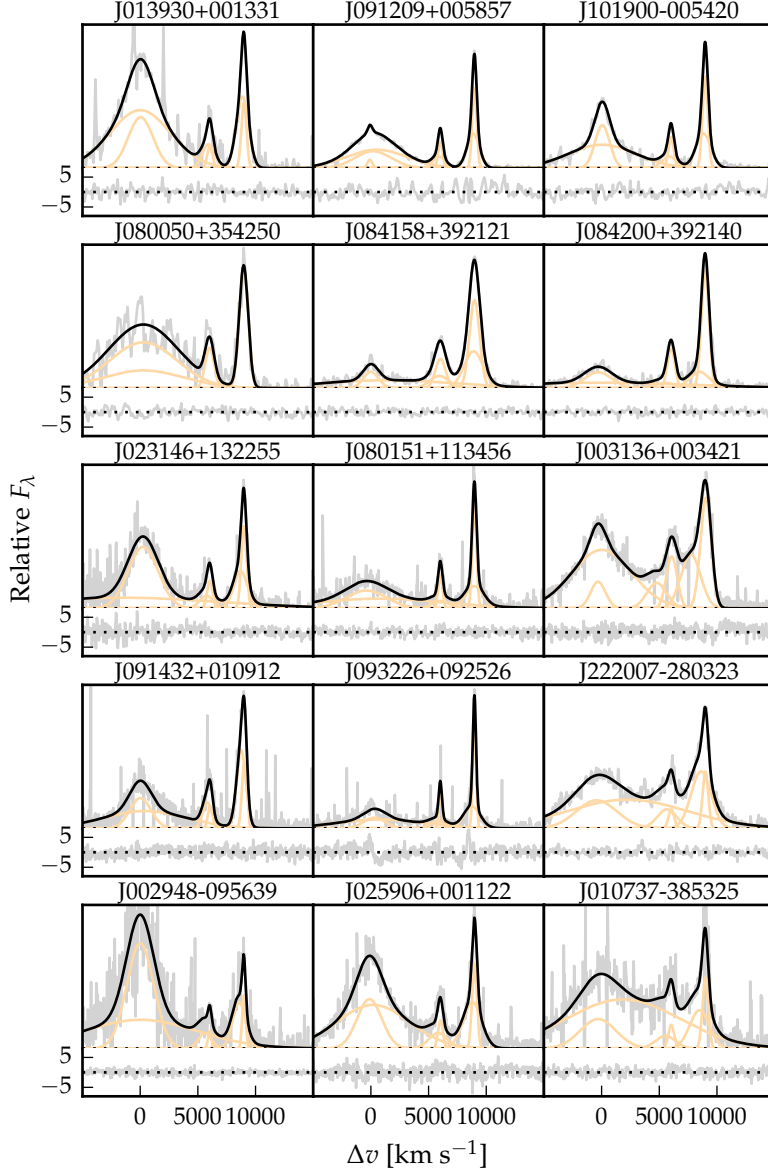 J013930+001331 J091209+005857 J101900-005420
5
−5
J080050+354250 J084158+392121 J084200+392140
5
−5
J023146+132255 J080151+113456 J003136+003421
5
−5
J091432+010912 J093226+092526 J222007-280323
5
−5
J002948-095639 J025906+001122 J010737-385325
5
−5
0 5000 10000 0 5000 10000 0 5000 10000
Δv [km s⁻¹]
Relative Fλ